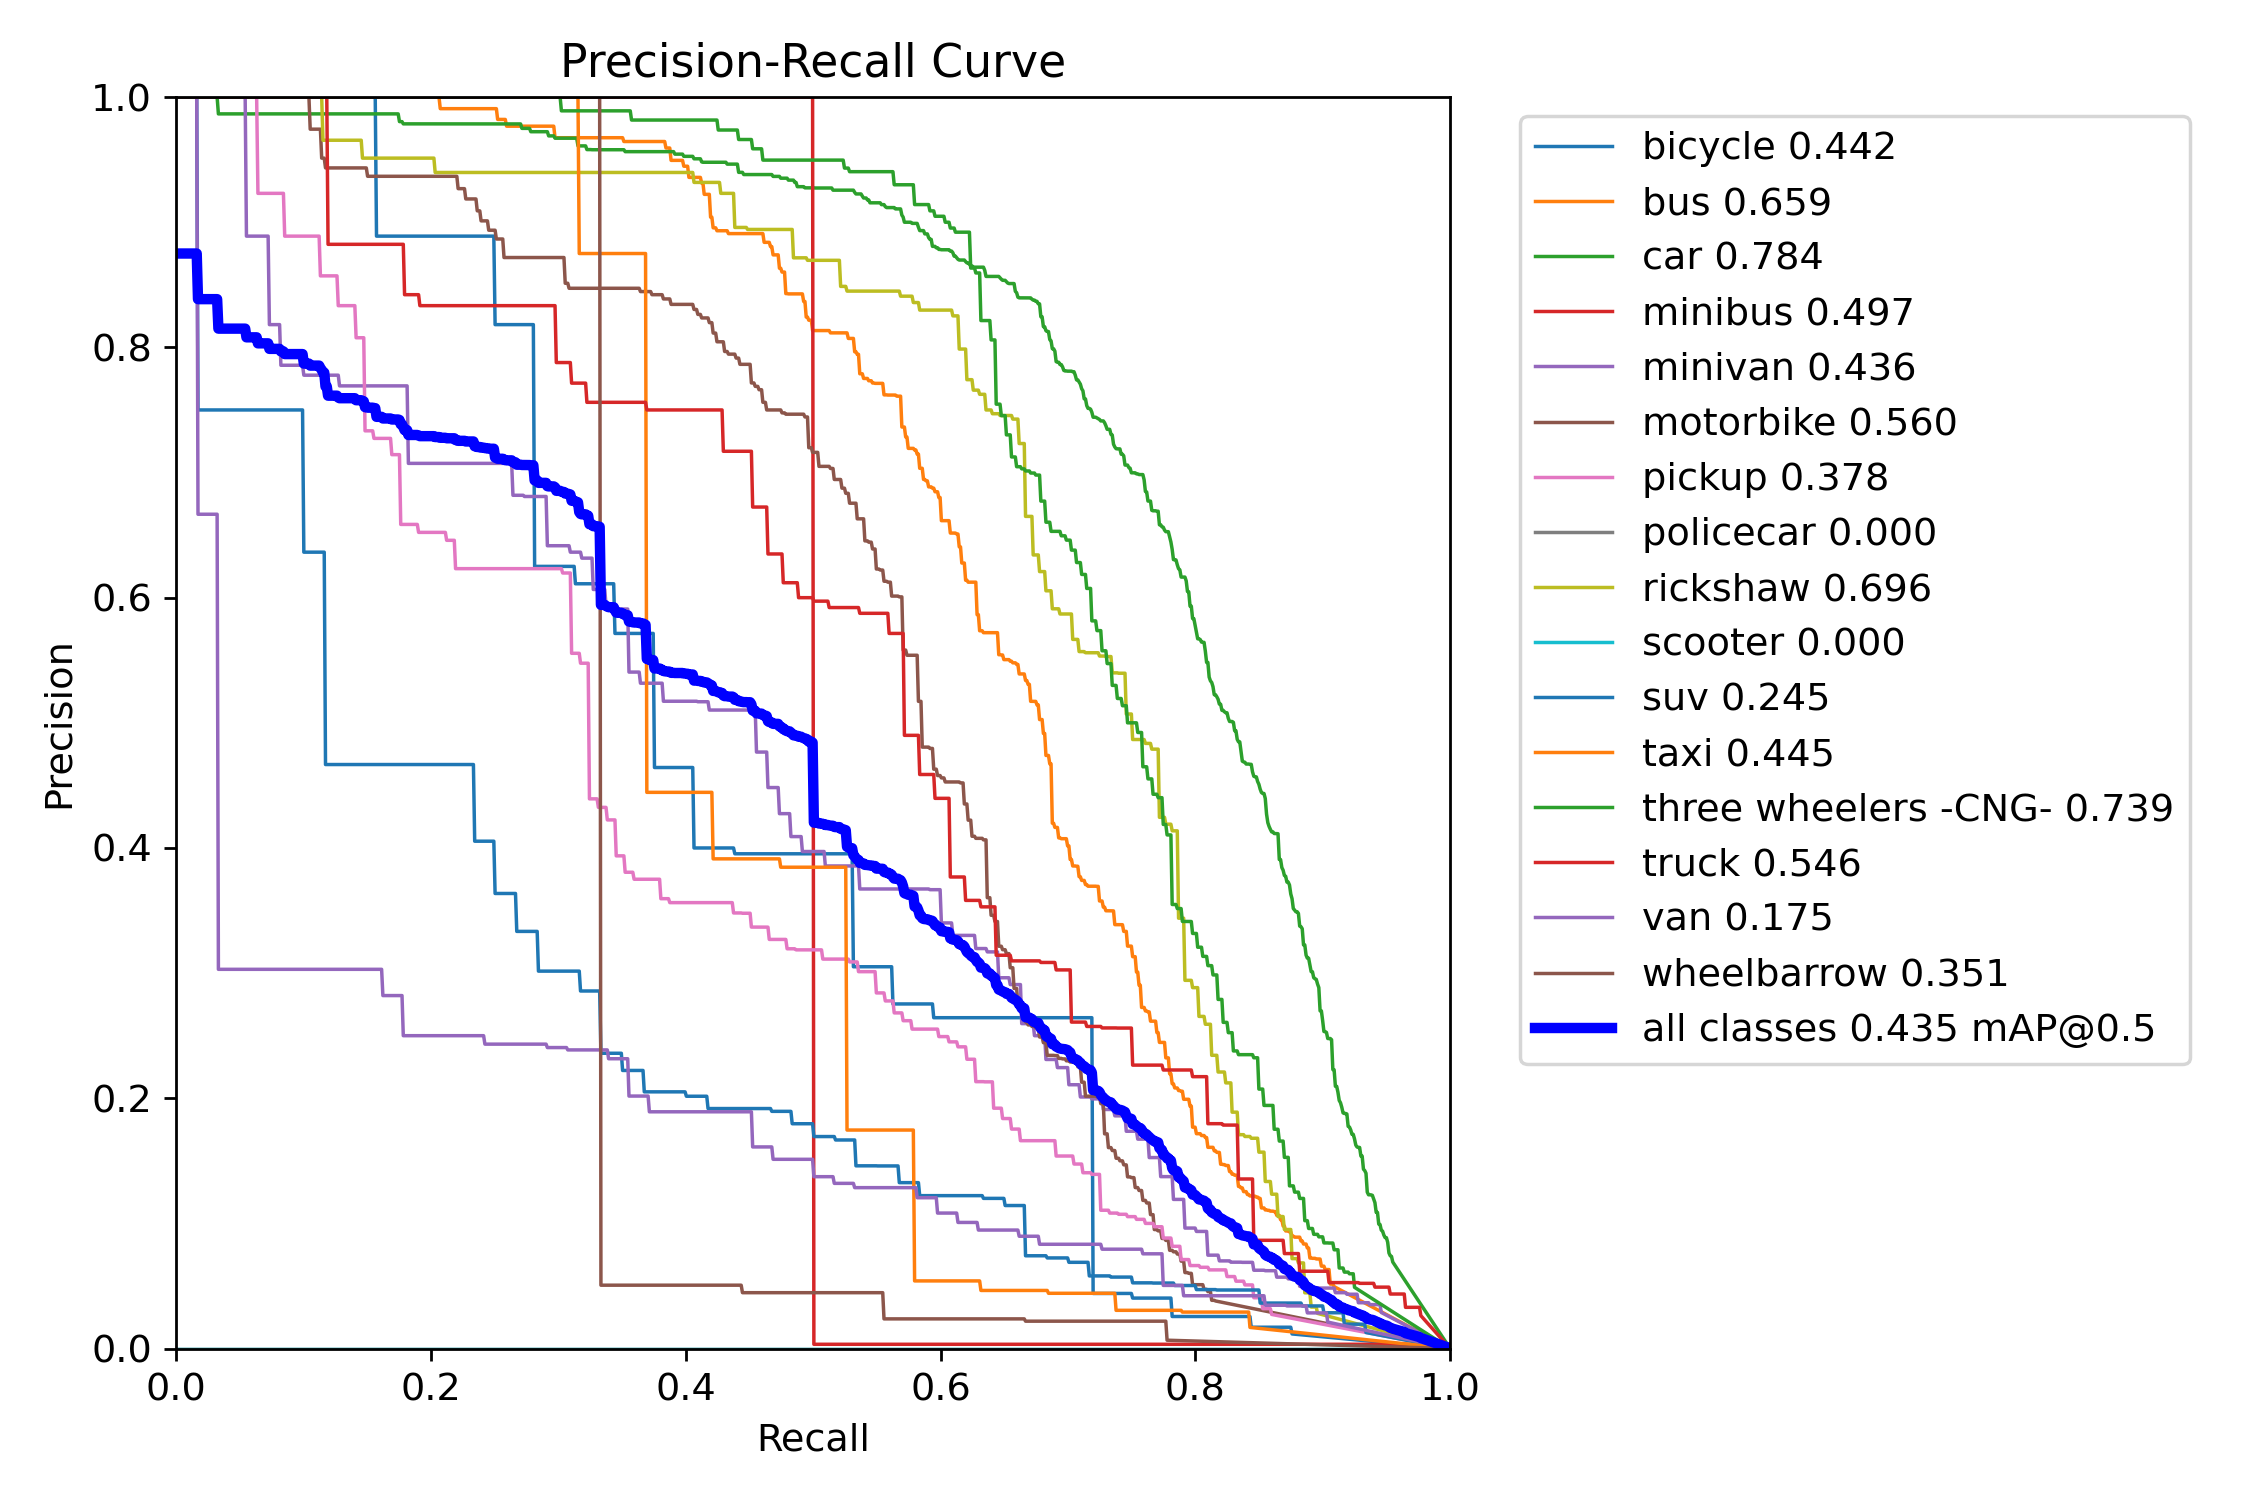 Precision-Recall Curve
1.0
0.8
0.6
0.4
0.2
0.0
Precision
0.0 0.2 0.4 0.6 0.8 1.0
Recall
bicycle 0.442
bus 0.659
car 0.784
minibus 0.497
minivan 0.436
motorbike 0.560
pickup 0.378
policecar 0.000
rickshaw 0.696
scooter 0.000
suv 0.245
taxi 0.445
three wheelers -CNG- 0.739
truck 0.546
van 0.175
wheelbarrow 0.351
all classes 0.435 mAP@0.5